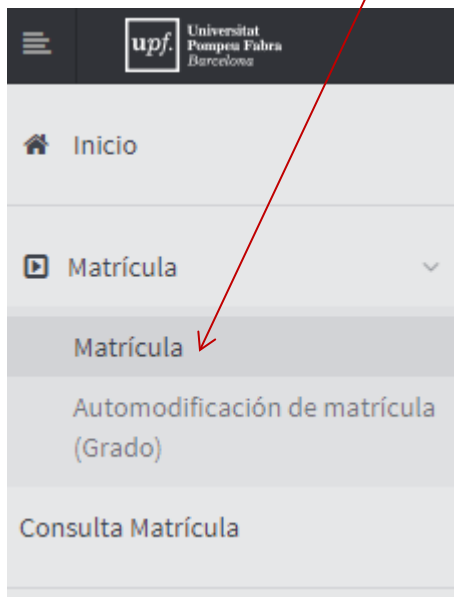 upf.
Universitat
Pompeu Fabra
Barcelona
Inicio
Matrícula
Matrícula
Automodificación de matrícula
(Grado)
Consulta Matrícula